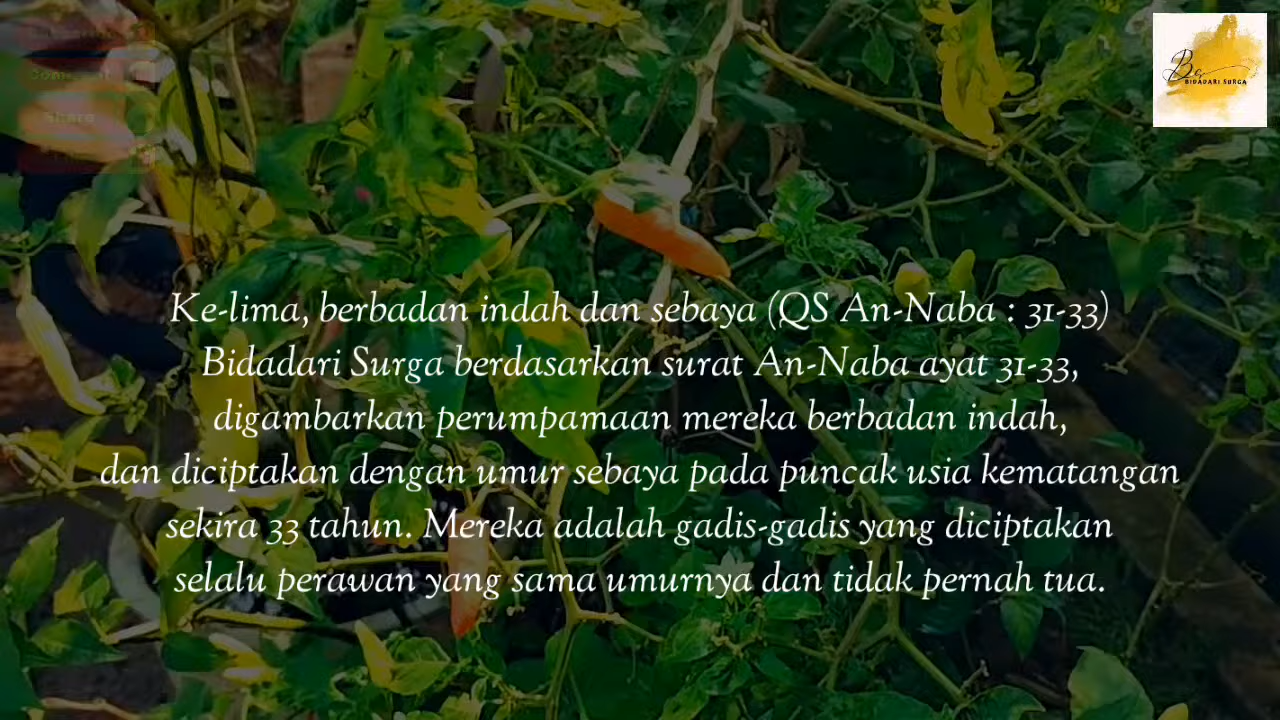 BIDADARI SURGA
Share
Ke-lima, berbadan indah dan sebaya (QS An-Naba : 31-33)
Bidadari Surga berdasarkan surat An-Naba ayat 31-33,
digambarkan perumpamaan mereka berbadan indah,
dan diciptakan dengan umur sebaya pada puncak usia kematangan
sekira 33 tahun. Mereka adalah gadis-gadis yang diciptakan
selalu perawan yang sama umurnya dan tidak pernah tua.